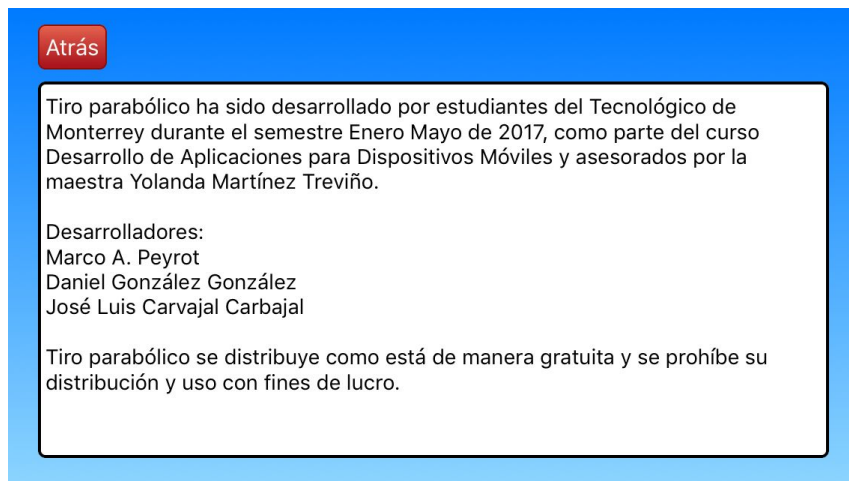 Atrás
Tiro parabólico ha sido desarrollado por estudiantes del Tecnológico de
Monterrey durante el semestre Enero Mayo de 2017, como parte del curso
Desarrollo de Aplicaciones para Dispositivos Móviles y asesorados por la
maestra Yolanda Martínez Treviño.
Desarrolladores:
Marco A. Peyrot
Daniel González González
José Luis Carvajal Carbajal
Tiro parabólico se distribuye como está de manera gratuita y se prohíbe su
distribución y uso con fines de lucro.